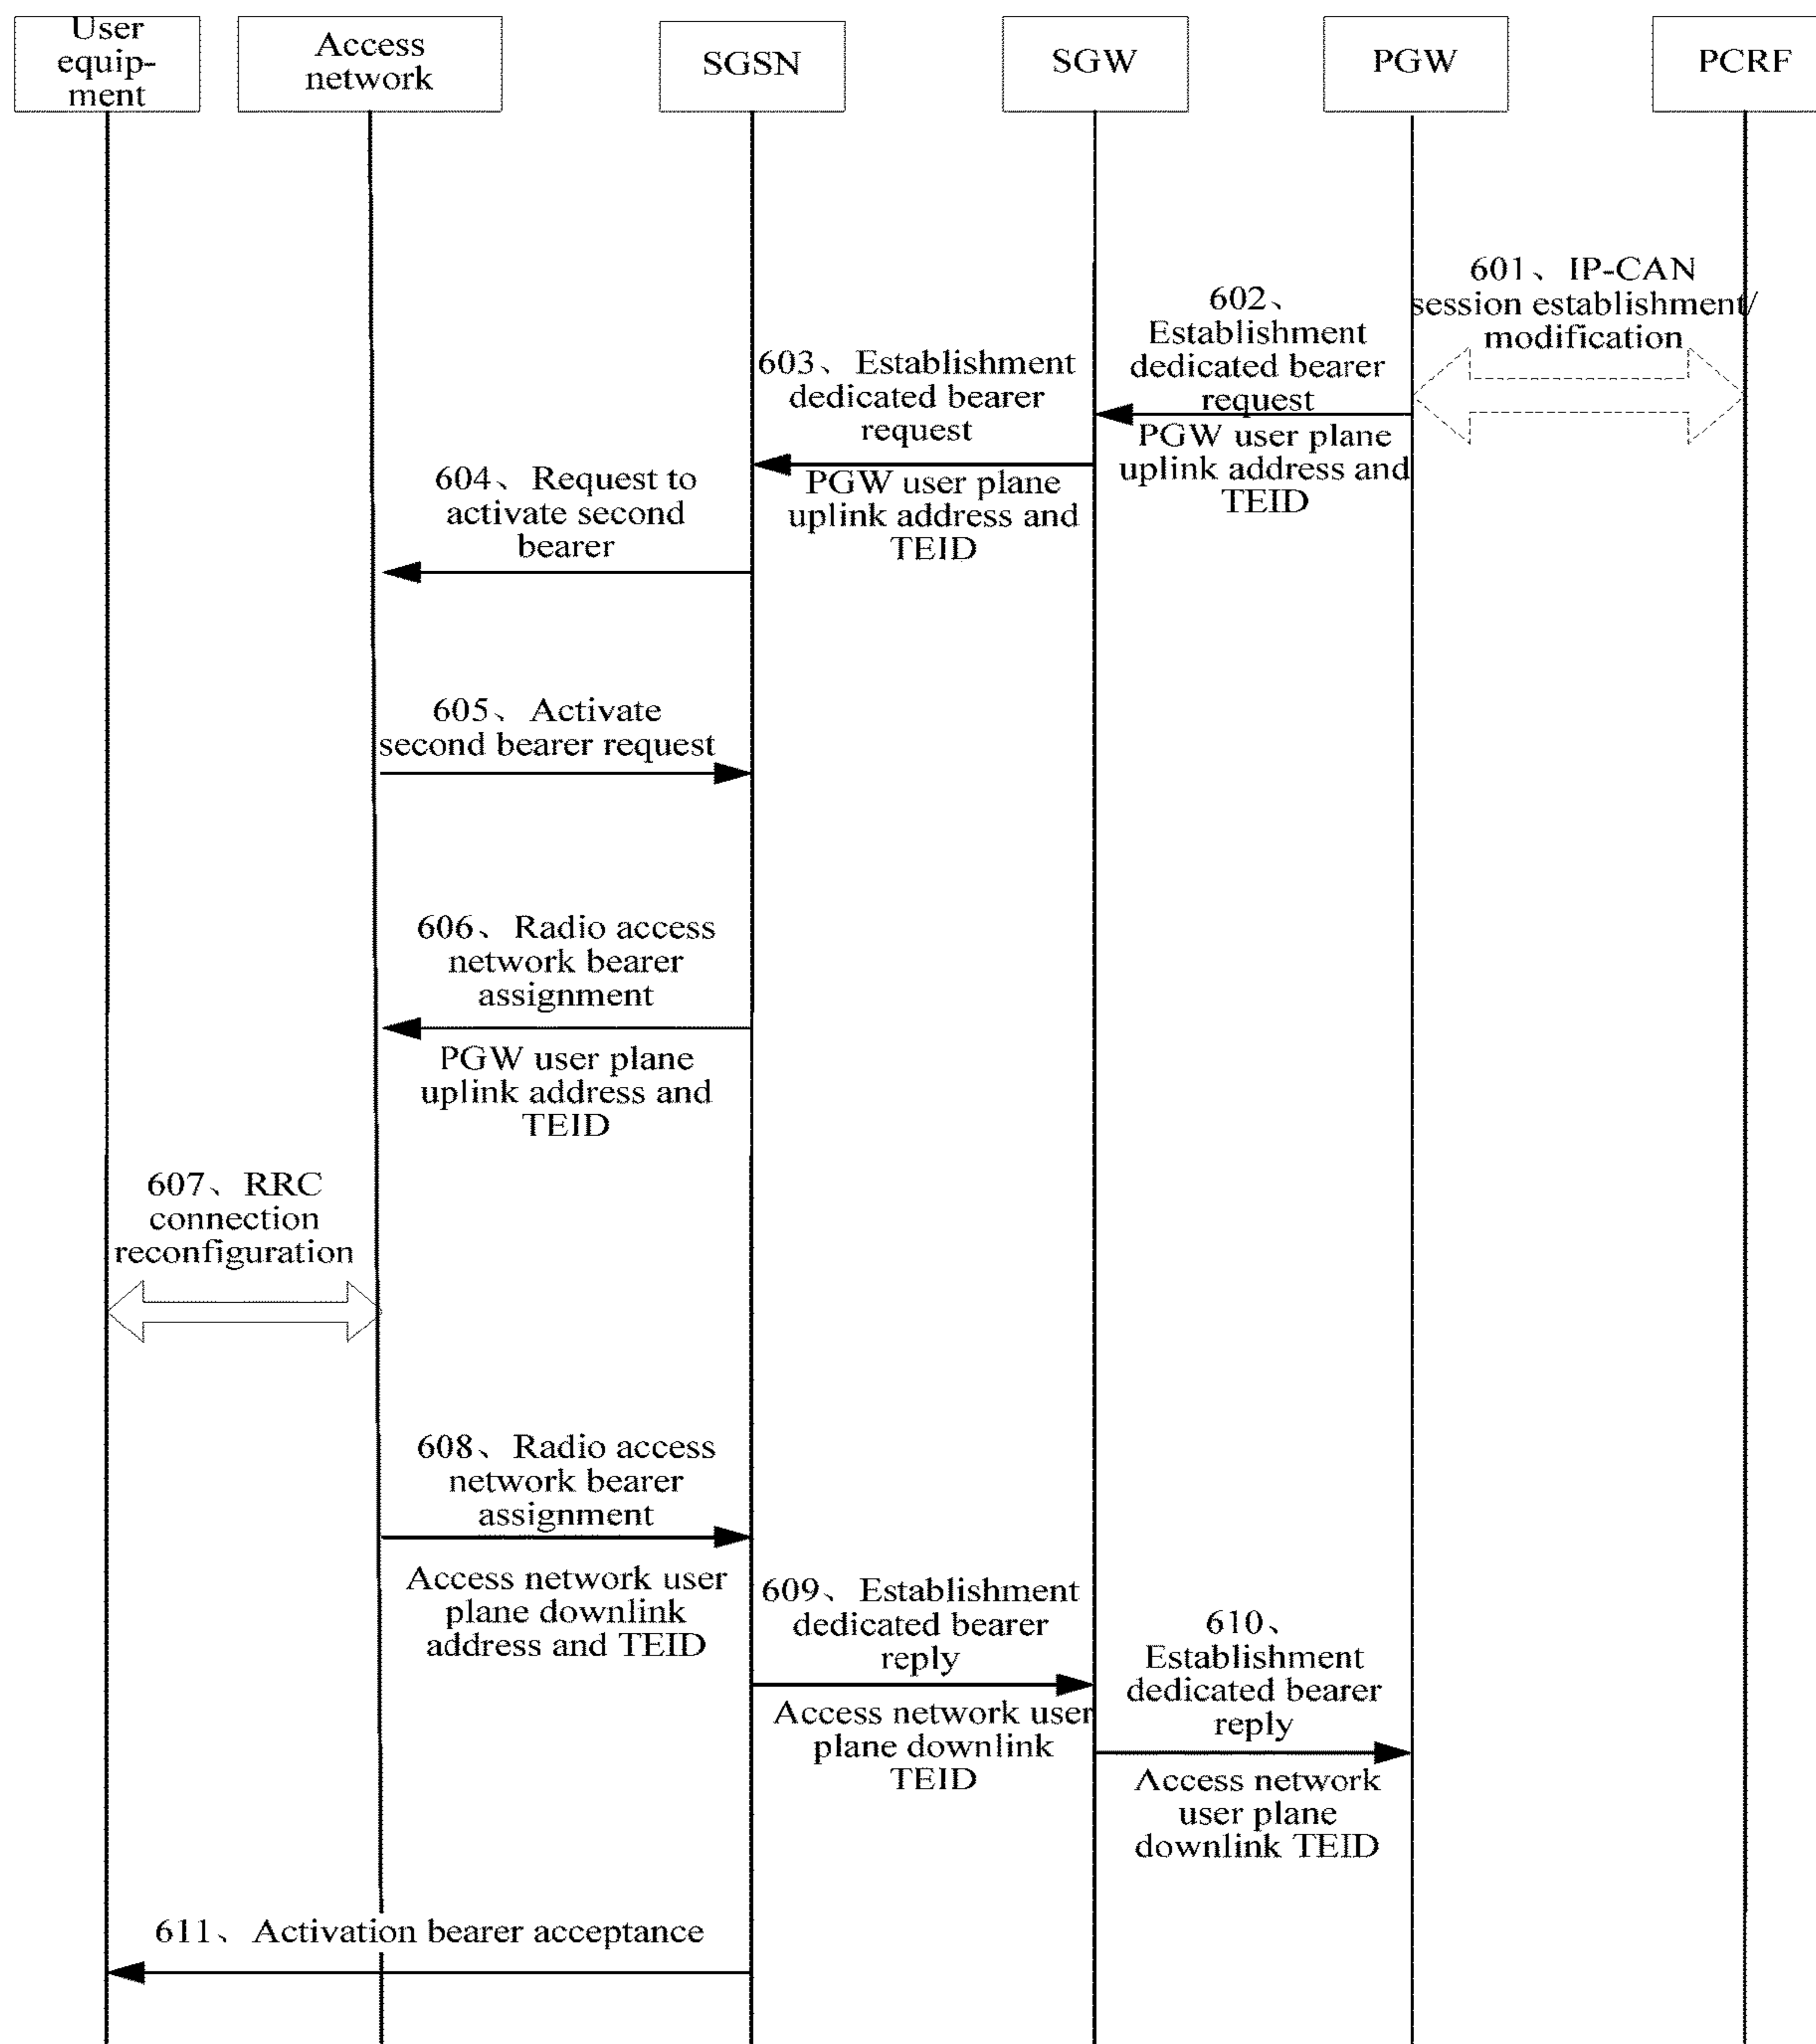 User
equip-
ment
Access
network
SGSN
SGW
PGW
PCRF
601、IP-CAN
session establishment/
modification
602、
Establishment
dedicated bearer
request
PGW user plane
uplink address and
TEID
603、Establishment
dedicated bearer
request
PGW user plane
uplink address and
TEID
604、Request to
activate second
bearer
605、Activate
second bearer request
606、Radio access
network bearer
assignment
PGW user plane
uplink address and
TEID
607、RRC
connection
reconfiguration
608、Radio access
network bearer
assignment
Access network user
plane downlink
address and TEID
609、Establishment
dedicated bearer
reply
Access network user
plane downlink
TEID
610、
Establishment
dedicated bearer
reply
Access network
user plane
downlink TEID
611、Activation bearer acceptance